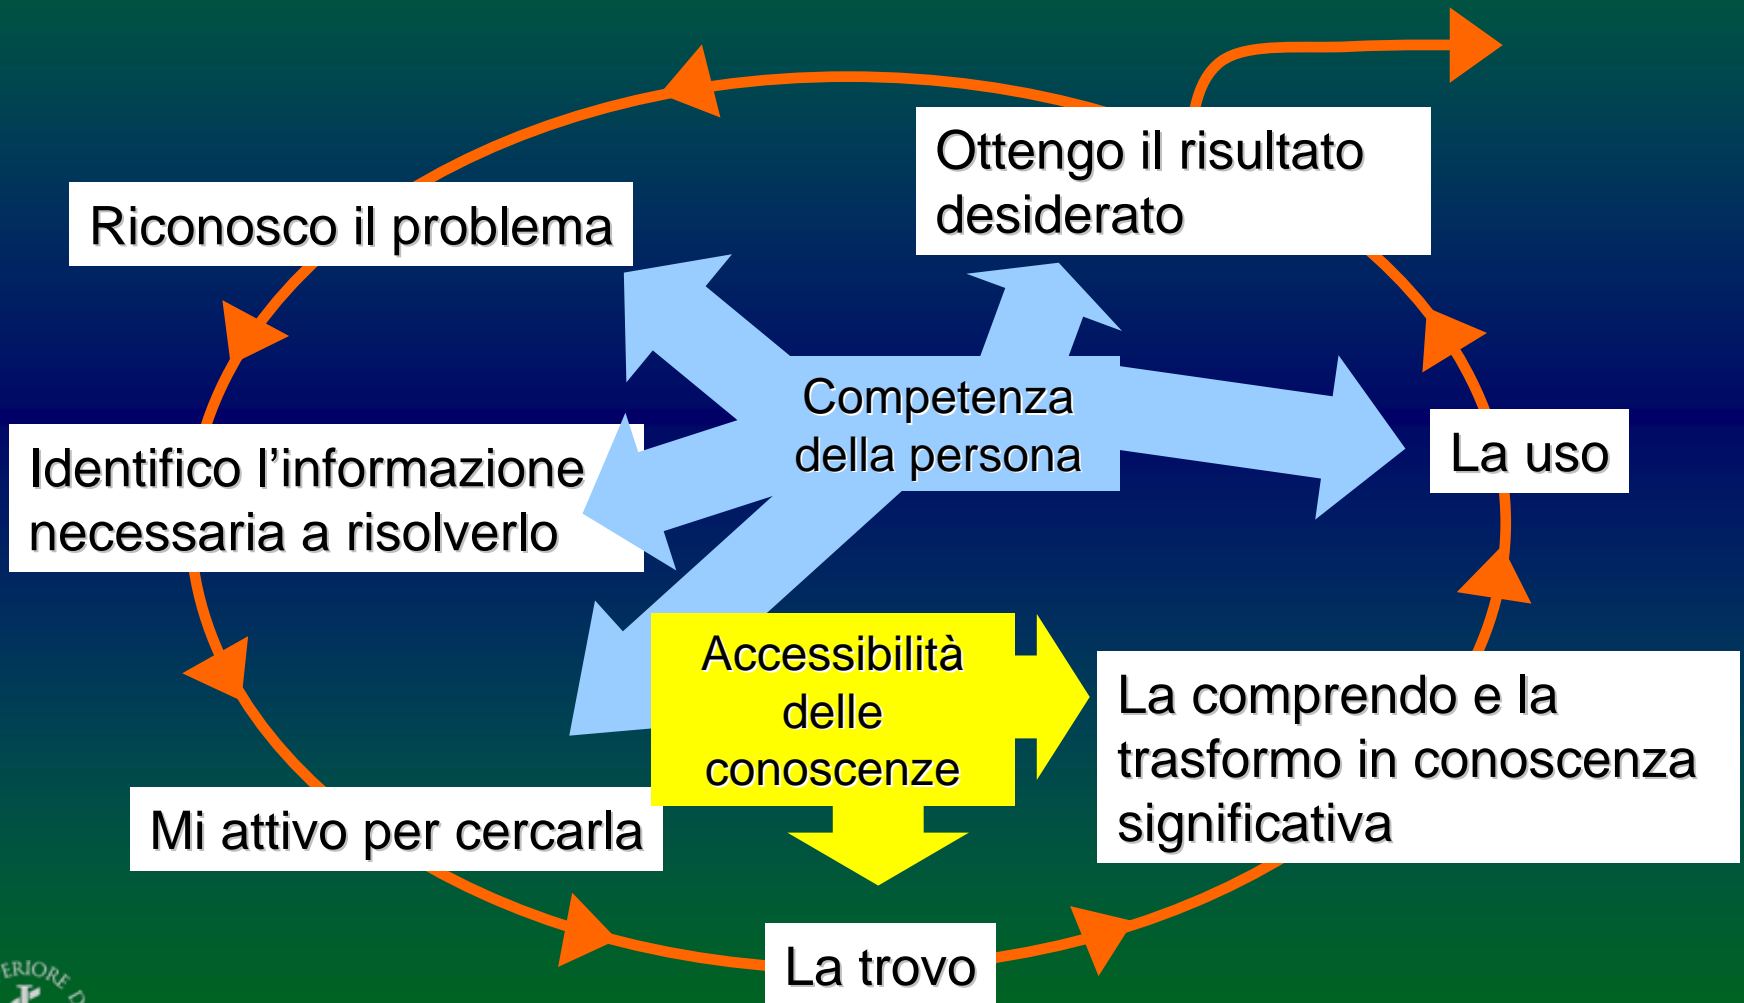 Ottengo il risultato
desiderato
Riconosco il problema
Competenza
della persona
La uso
Identifico l’informazione
necessaria a risolverlo
Accessibilità
delle
conoscenze
La comprendo e la
trasformo in conoscenza
significativa
Mi attivo per cercarla
La trovo